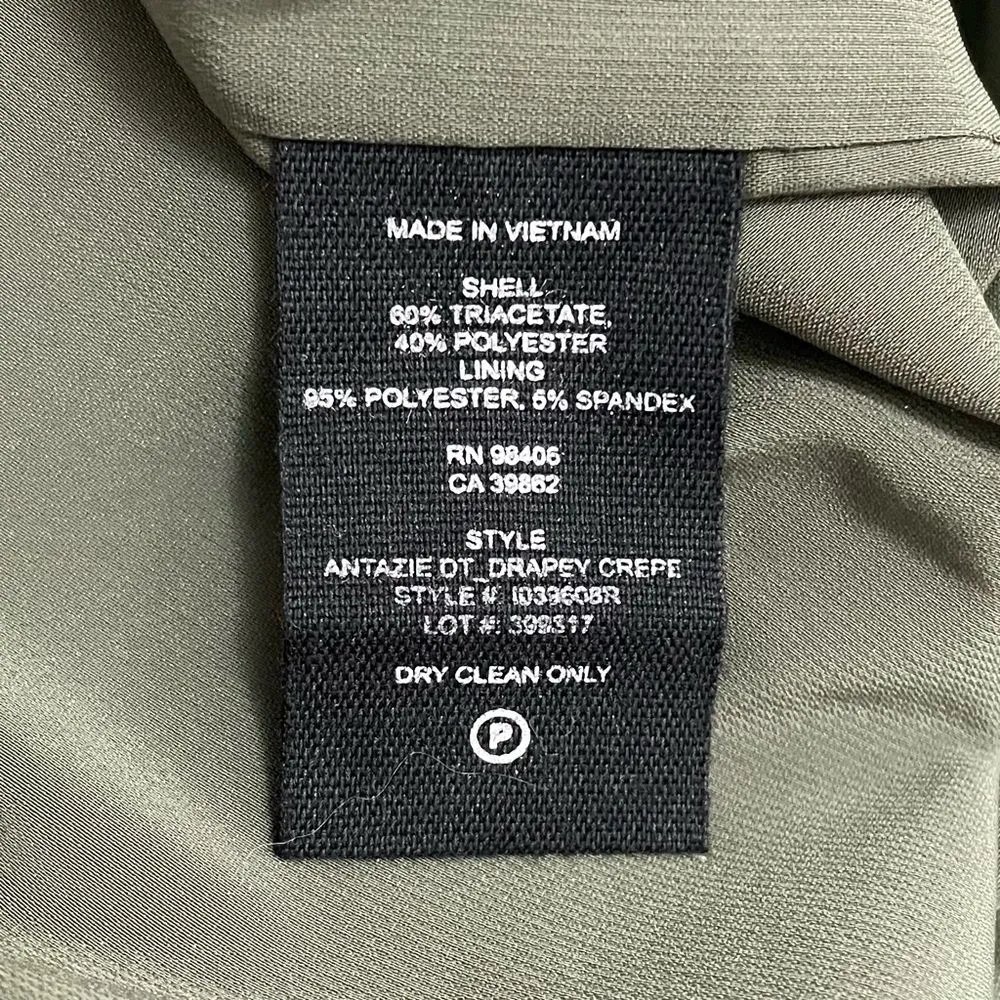 MADE IN VIETNAM
SHELL
60% TRIACETATE,
40% POLYESTER
LINING
95% POLYESTER, 5% SPANDEX
RN 98406
CA 39862
STYLE
ANTAZIE DT_DRAPEY CREPE
STYLE #: I039608R
LOT #: 399317
DRY CLEAN ONLY
P